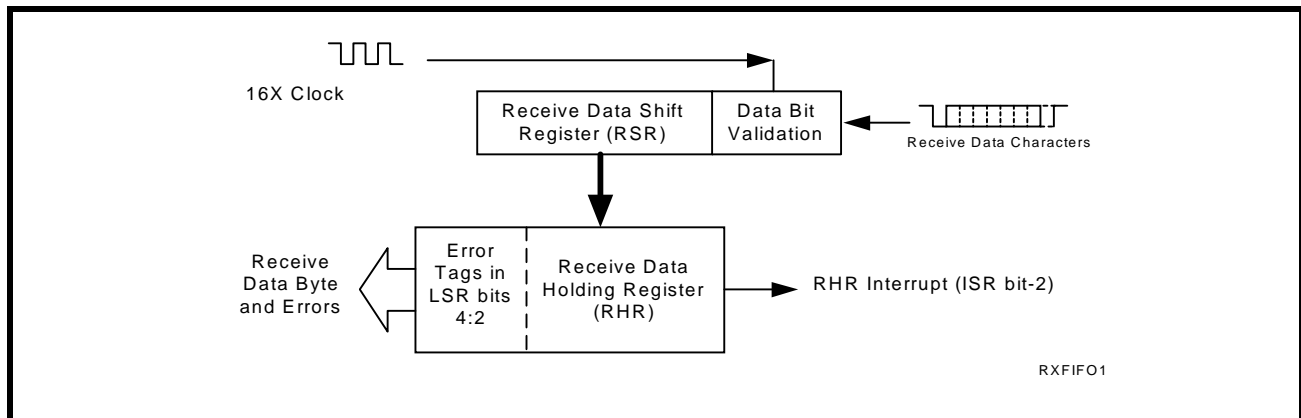 16X Clock
Receive Data Shift
Register (RSR)
Data Bit
Validation
Receive Data Characters
Receive
Data Byte
and Errors
Error
Tags in
LSR bits
4:2
Receive Data
Holding Register
(RHR)
RHR Interrupt (ISR bit-2)
RXFIFO1